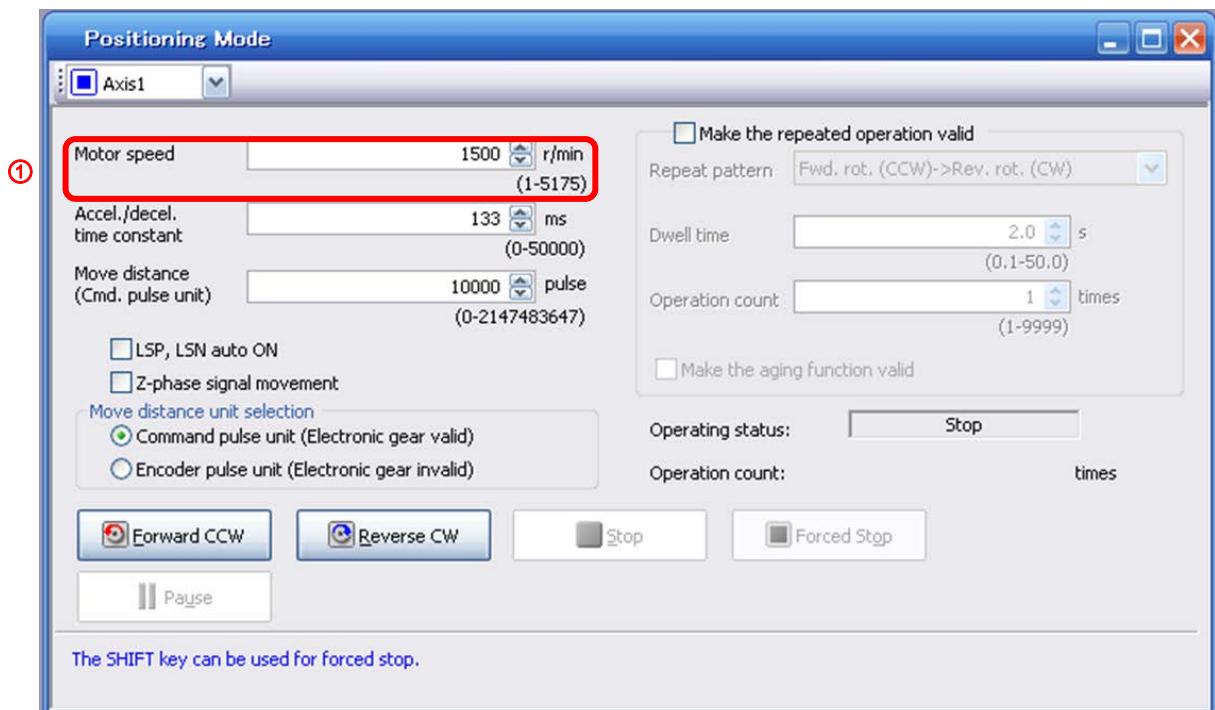 Positioning Mode
Axis1
①
Motor speed 1500 r/min
(1-5175)
Accel./decel.
time constant 133 ms
(0-50000)
Move distance
(Cmd. pulse unit) 10000 pulse
(0-2147483647)
LSP, LSN auto ON
Z-phase signal movement
Move distance unit selection
Command pulse unit (Electronic gear valid)
Encoder pulse unit (Electronic gear invalid)
Make the repeated operation valid
Repeat pattern Fwd. rot. (CCW)->Rev. rot. (CW)
Dwell time 2.0 s
(0.1-50.0)
Operation count 1 times
(1-9999)
Make the aging function valid
Operating status: Stop
Operation count: times
Forward CCW Reverse CW Stop Forced Stop
Pause
The SHIFT key can be used for forced stop.